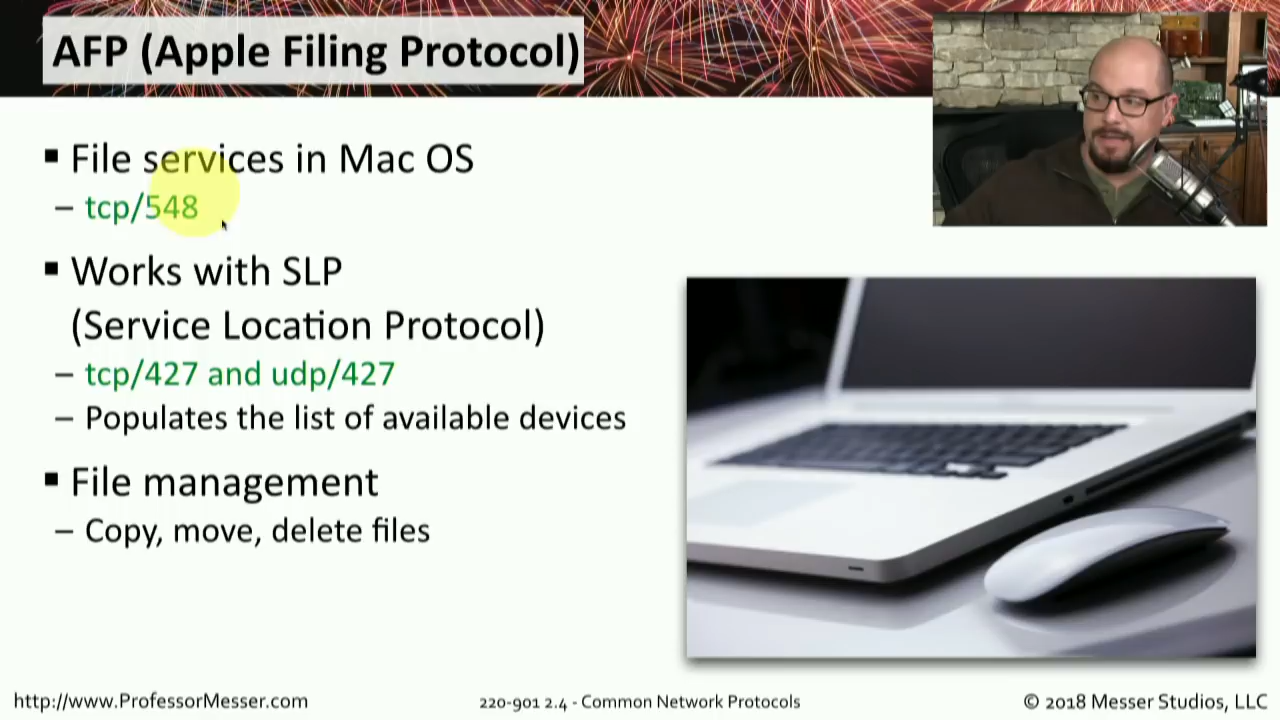 AFP (Apple Filing Protocol)
▪ File services in Mac OS
– tcp/548
▪ Works with SLP
(Service Location Protocol)
– tcp/427 and udp/427
– Populates the list of available devices
▪ File management
– Copy, move, delete files
http://www.ProfessorMesser.com
220-901 2.4 - Common Network Protocols
© 2018 Messer Studios, LLC